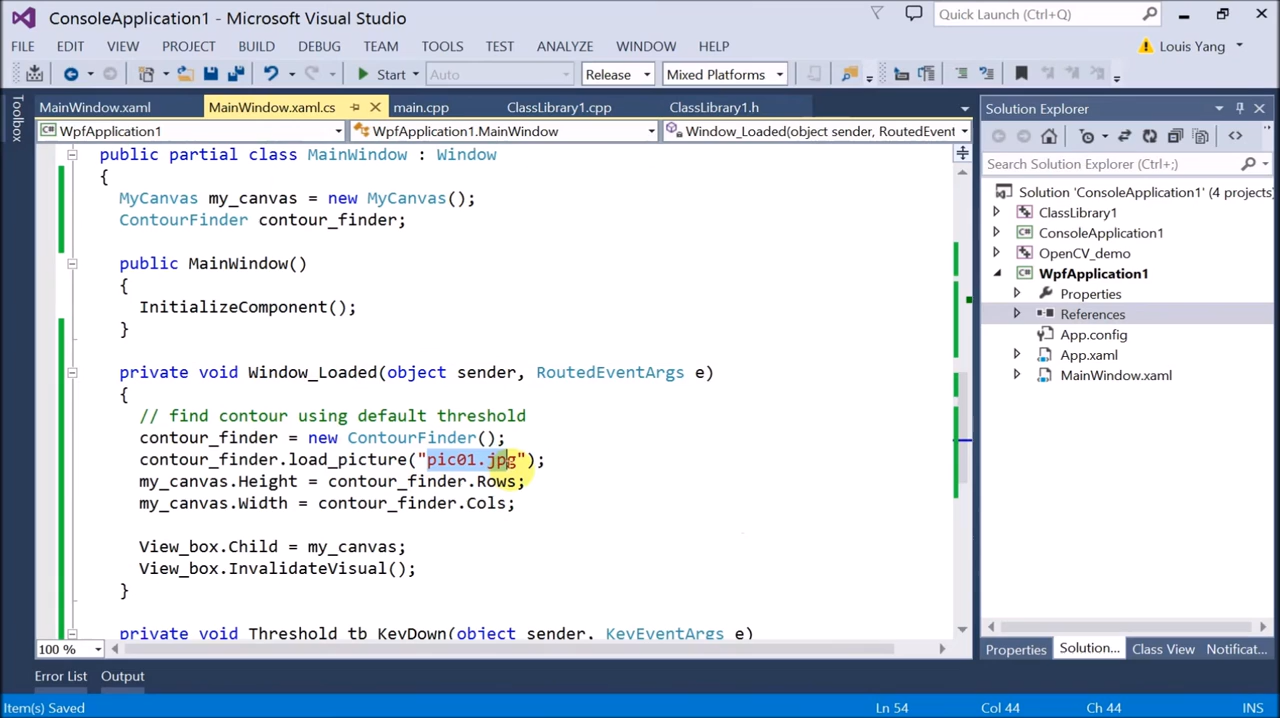 ConsoleApplication1 - Microsoft Visual Studio
Quick Launch (Ctrl+Q)
FILE EDIT VIEW PROJECT BUILD DEBUG TEAM TOOLS TEST ANALYZE WINDOW HELP
Louis Yang
Start Auto Release Mixed Platforms
Toolbox
MainWindow.xaml MainWindow.xaml.cs main.cpp ClassLibrary1.cpp ClassLibrary1.h
WpfApplication1 WpfApplication1.MainWindow Window_Loaded(object sender, RoutedEvent
public partial class MainWindow : Window
{
MyCanvas my_canvas = new MyCanvas();
ContourFinder contour_finder;
public MainWindow()
{
InitializeComponent();
}
private void Window_Loaded(object sender, RoutedEventArgs e)
{
// find contour using default threshold
contour_finder = new ContourFinder();
contour_finder.load_picture("pic01.jpg");
my_canvas.Height = contour_finder.Rows;
my_canvas.Width = contour_finder.Cols;
View_box.Child = my_canvas;
View_box.InvalidateVisual();
}
private void Threshold_tb_KeyDown(object sender, KeyEventArgs e)
100 %
Solution Explorer
Search Solution Explorer (Ctrl+;)
Solution 'ConsoleApplication1' (4 projects)
ClassLibrary1
ConsoleApplication1
OpenCV_demo
WpfApplication1
Properties
References
App.config
App.xaml
MainWindow.xaml
Properties Solution... Class View Notificat...
Error List Output
Item(s) Saved Ln 54 Col 44 Ch 44 INS